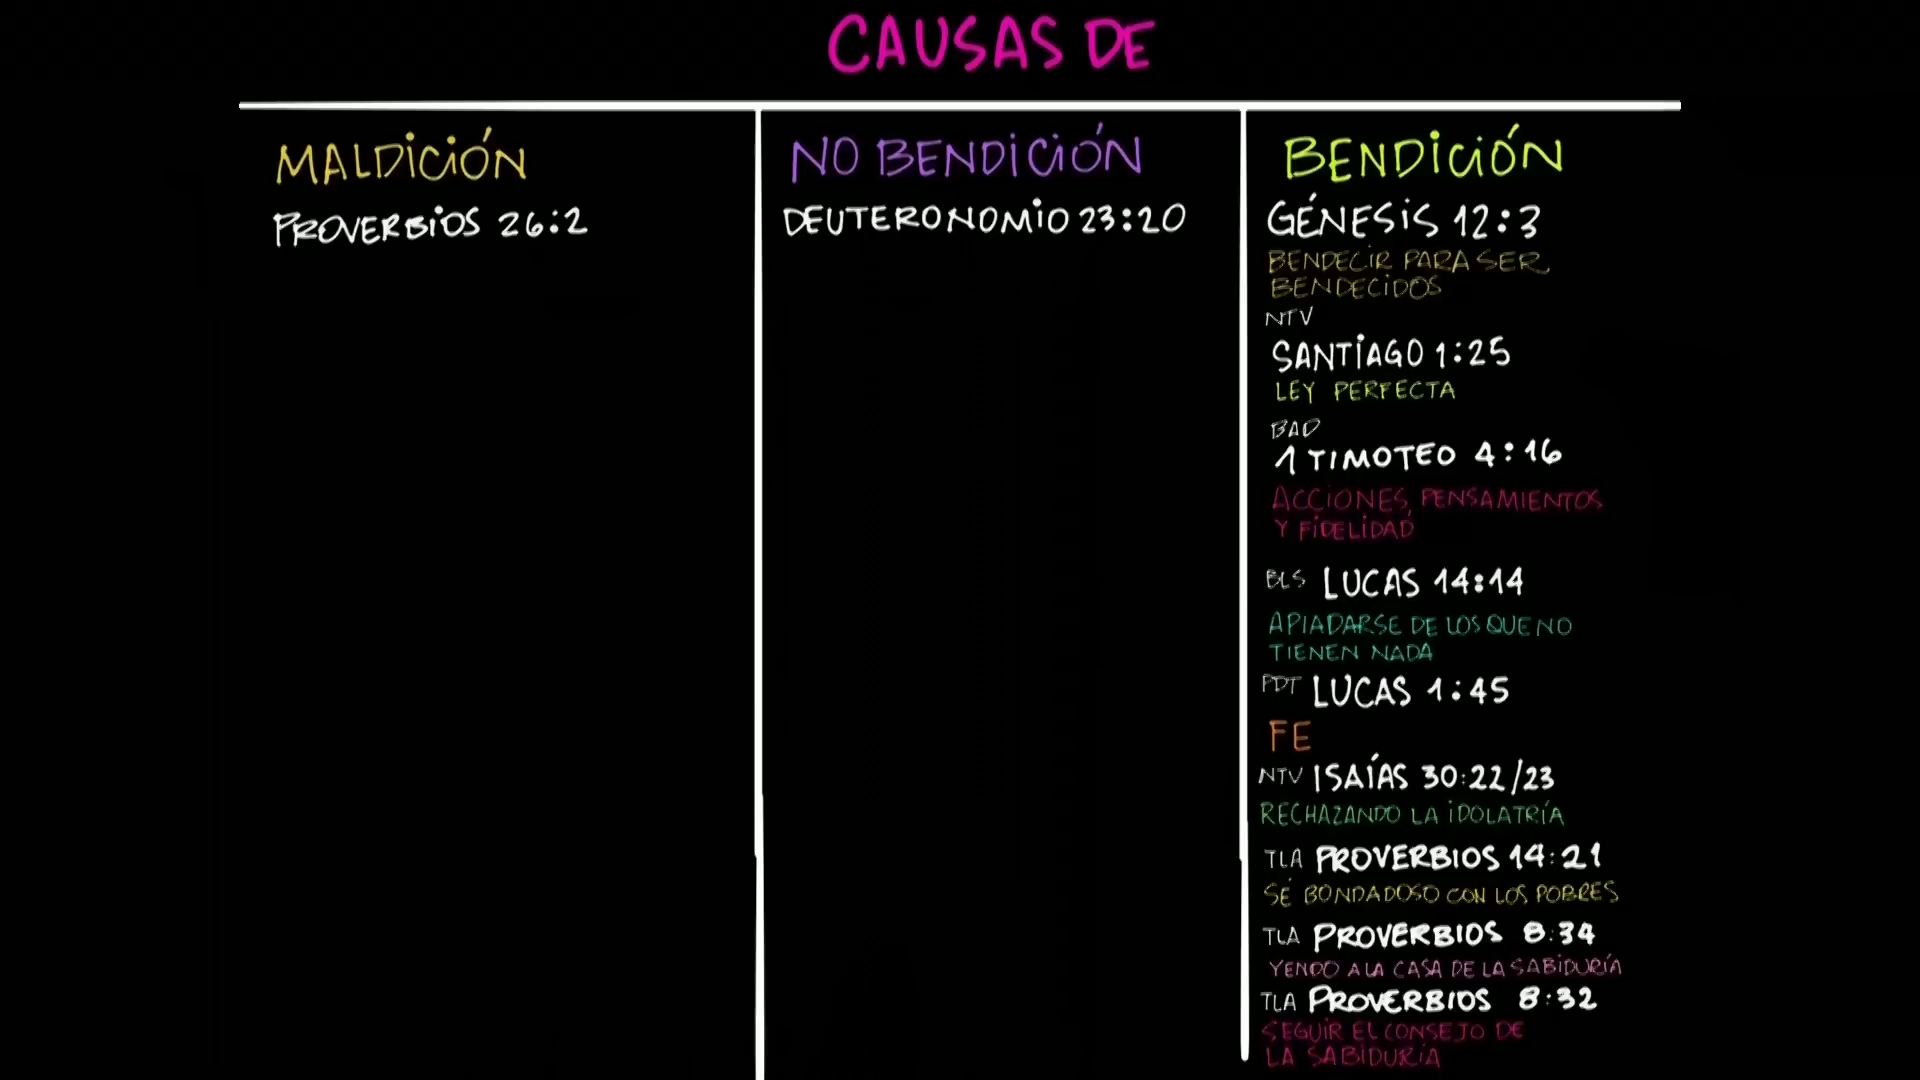 CAUSAS DE
MALDICIÓN
PROVERBIOS 26:2
NO BENDICIÓN
DEUTERONOMIO 23:20
BENDICIÓN
GÉNESIS 12:3
BENDECIR PARA SER
BENDECIDOS
NTV
SANTIAGO 1:25
LEY PERFECTA
BAD
1 TIMOTEO 4:16
ACCIONES, PENSAMIENTOS
Y FIDELIDAD
BLS LUCAS 14:14
APIADARSE DE LOS QUE NO
TIENEN NADA
PDT LUCAS 1:45
FE
NTV ISAÍAS 30:22/23
RECHAZANDO LA IDOLATRÍA
TLA PROVERBIOS 14:21
SÉ BONDADOSO CON LOS POBRES
TLA PROVERBIOS 8:34
YENDO A LA CASA DE LA SABIDURÍA
TLA PROVERBIOS 8:32
SEGUIR EL CONSEJO DE
LA SABIDURÍA